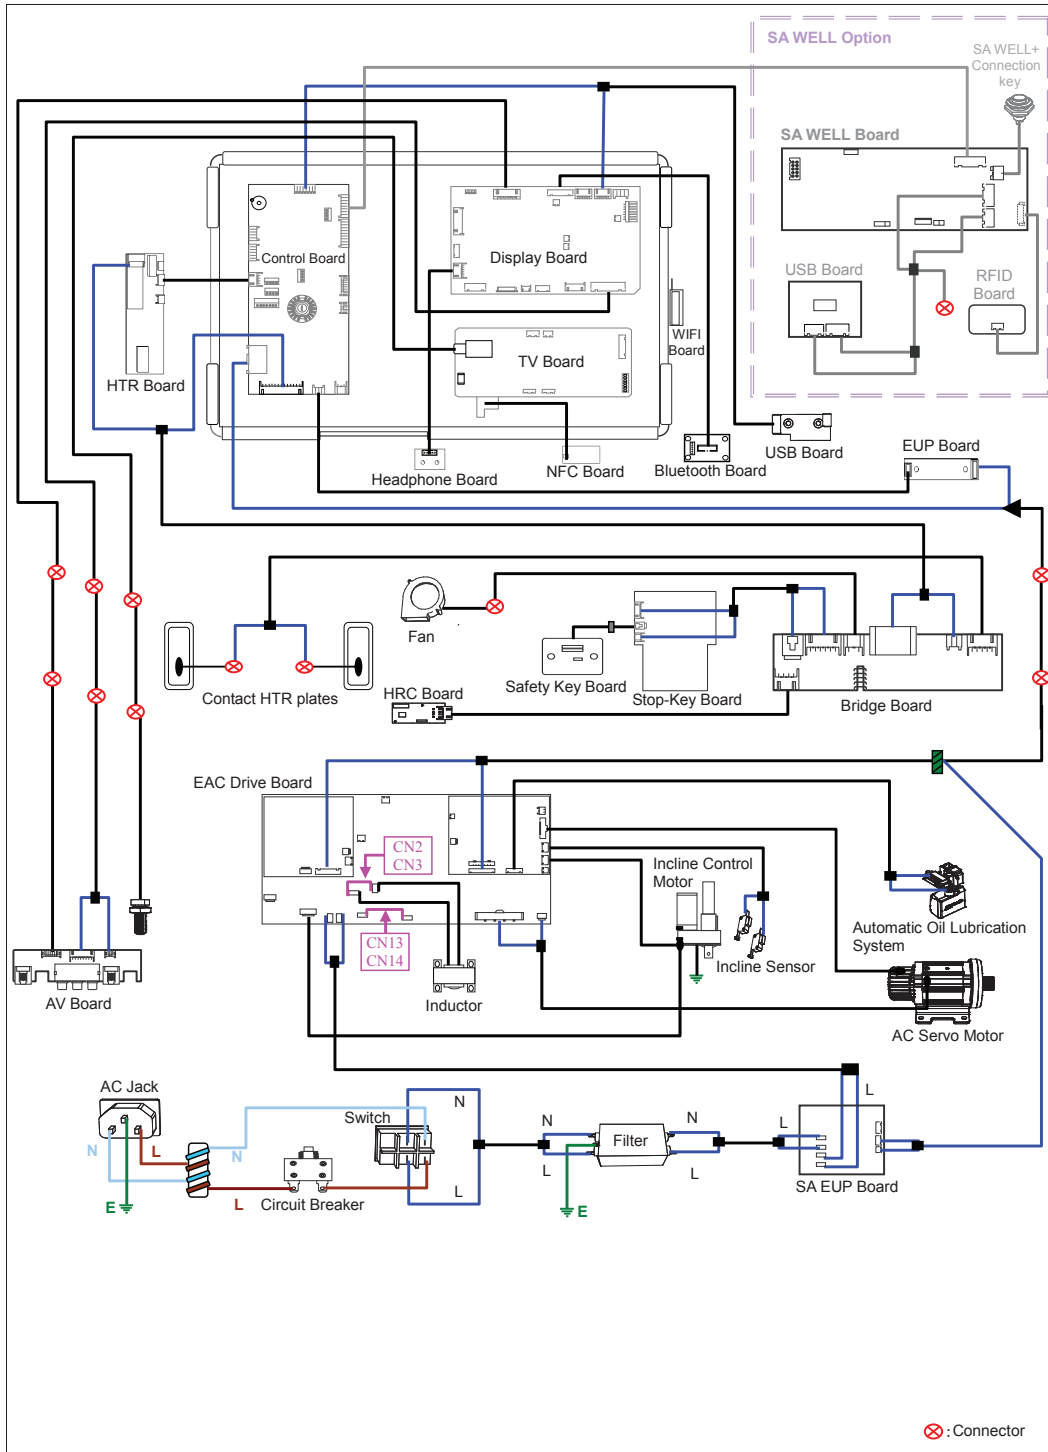 SA WELL Option
SA WELL+
Connection
key
SA WELL Board
Control Board
Display Board
USB Board
RFID
Board
WIFI
Board
TV Board
HTR Board
Headphone Board
NFC Board
Bluetooth Board
USB Board
EUP Board
Fan
Safety Key Board
Stop-Key Board
Contact HTR plates
HRC Board
Bridge Board
EAC Drive Board
CN2
CN3
CN13
CN14
Inductor
Incline Control
Motor
Incline Sensor
Automatic Oil Lubrication
System
AV Board
AC Servo Motor
AC Jack
N
L
E
N
L
Circuit Breaker
Switch
N
L
N
L
Filter
E
N
L
L
L
SA EUP Board
: Connector